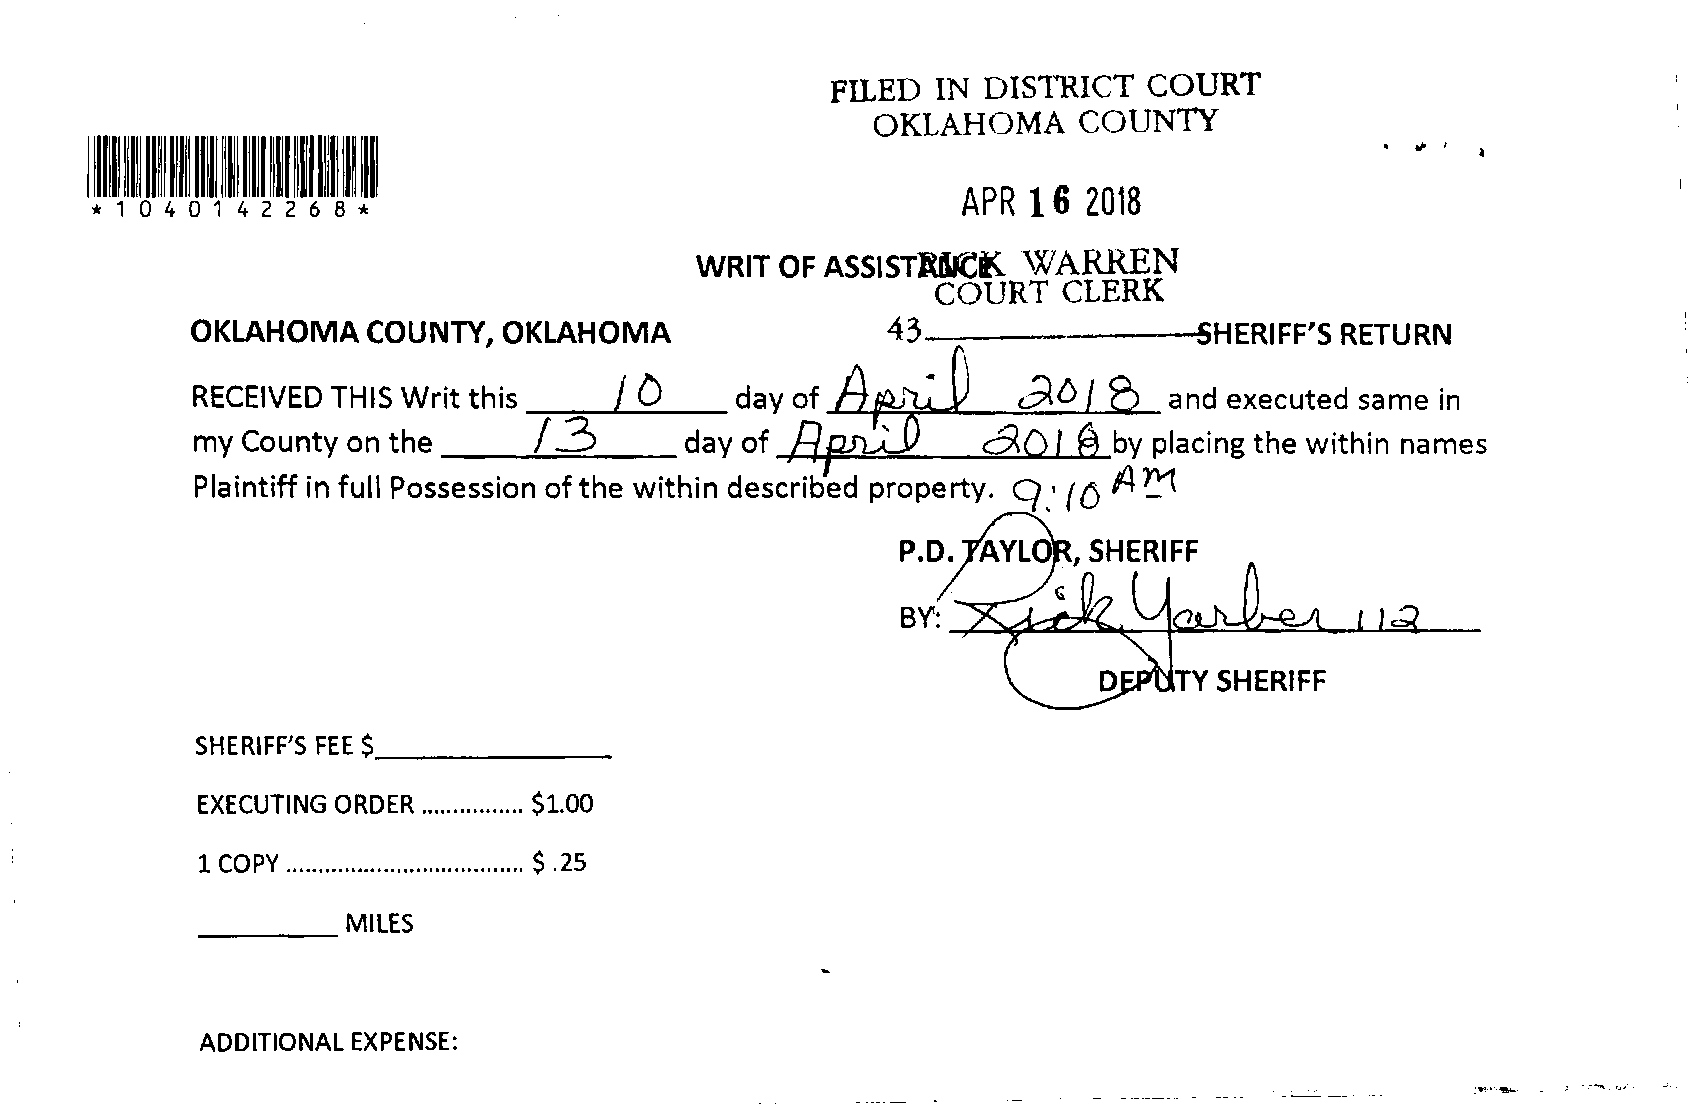 FILED IN DISTRICT COURT
OKLAHOMA COUNTY
*1040142268*
APR 16 2018
WRIT OF ASSISTANCE
RICK WARREN
COURT CLERK
OKLAHOMA COUNTY, OKLAHOMA 43 SHERIFF'S RETURN
RECEIVED THIS Writ this 10 day of April 2018 and executed same in
my County on the 13 day of April 2018 by placing the within names
Plaintiff in full Possession of the within described property. 9:10 AM
P.D. TAYLOR, SHERIFF
BY: Rick Yarber 112
DEPUTY SHERIFF
SHERIFF'S FEE $
EXECUTING ORDER ................ $1.00
1 COPY ...................................... $ .25
MILES
ADDITIONAL EXPENSE: